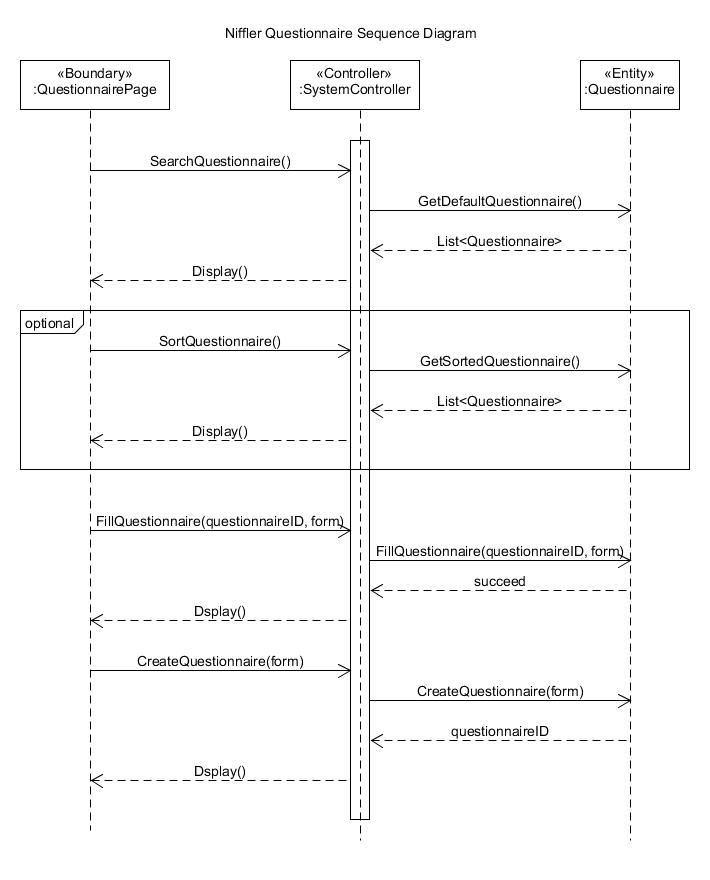 Niffler Questionnaire Sequence Diagram
«Boundary»
:QuestionnairePage
«Controller»
:SystemController
«Entity»
:Questionnaire
SearchQuestionnaire()
GetDefaultQuestionnaire()
List<Questionnaire>
Display()
optional
SortQuestionnaire()
GetSortedQuestionnaire()
List<Questionnaire>
Display()
FillQuestionnaire(questionnaireID, form)
FillQuestionnaire(questionnaireID, form)
succeed
Dsplay()
CreateQuestionnaire(form)
CreateQuestionnaire(form)
questionnaireID
Dsplay()